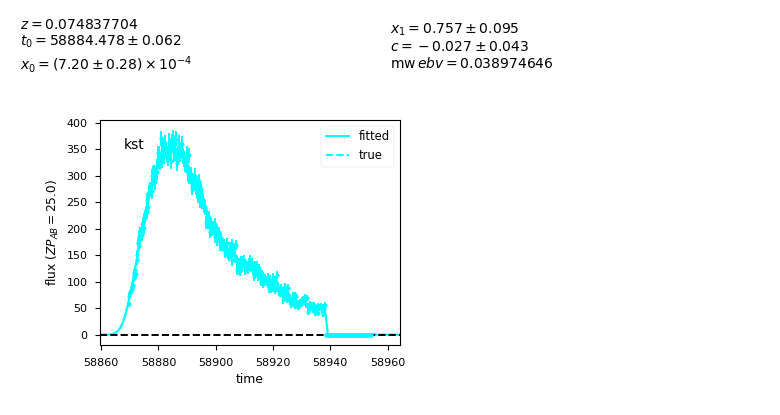 z = 0.074837704
t₀ = 58884.478 ± 0.062
x₀ = (7.20 ± 0.28) × 10⁻⁴
x₁ = 0.757 ± 0.095
c = −0.027 ± 0.043
mw ebv = 0.038974646
kst
fitted
true
400
350
300
250
200
150
100
50
0
flux (ZP_AB = 25.0)
58860 58880 58900 58920 58940 58960
time